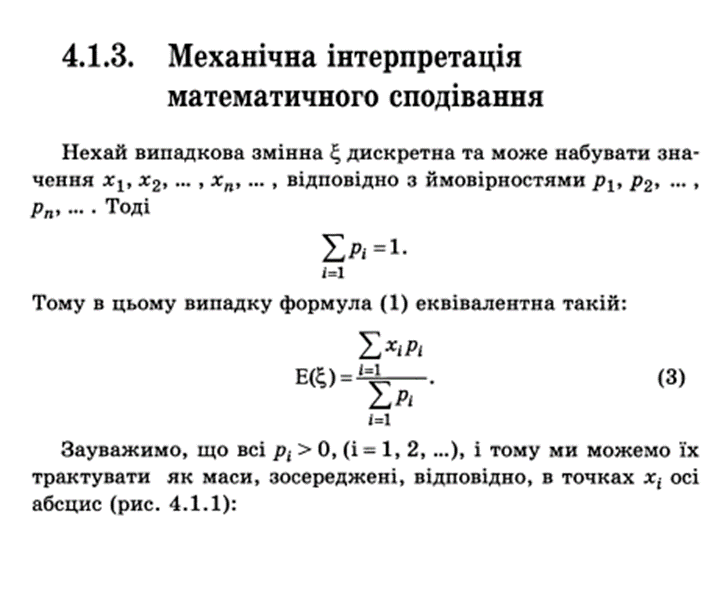 4.1.3. Механічна інтерпретація
математичного сподівання
Нехай випадкова змінна ξ дискретна та може набувати зна-
чення x₁, x₂, ... , xₙ, ... , відповідно з ймовірностями p₁, p₂, ... ,
pₙ, ... . Тоді
∑ pᵢ = 1.
i=1
Тому в цьому випадку формула (1) еквівалентна такій:
∑ xᵢ pᵢ
i=1
E(ξ) = ―――. (3)
∑ pᵢ
i=1
Зауважимо, що всі pᵢ > 0, (i = 1, 2, ...), і тому ми можемо їх
трактувати як маси, зосереджені, відповідно, в точках xᵢ осі
абсцис (рис. 4.1.1):